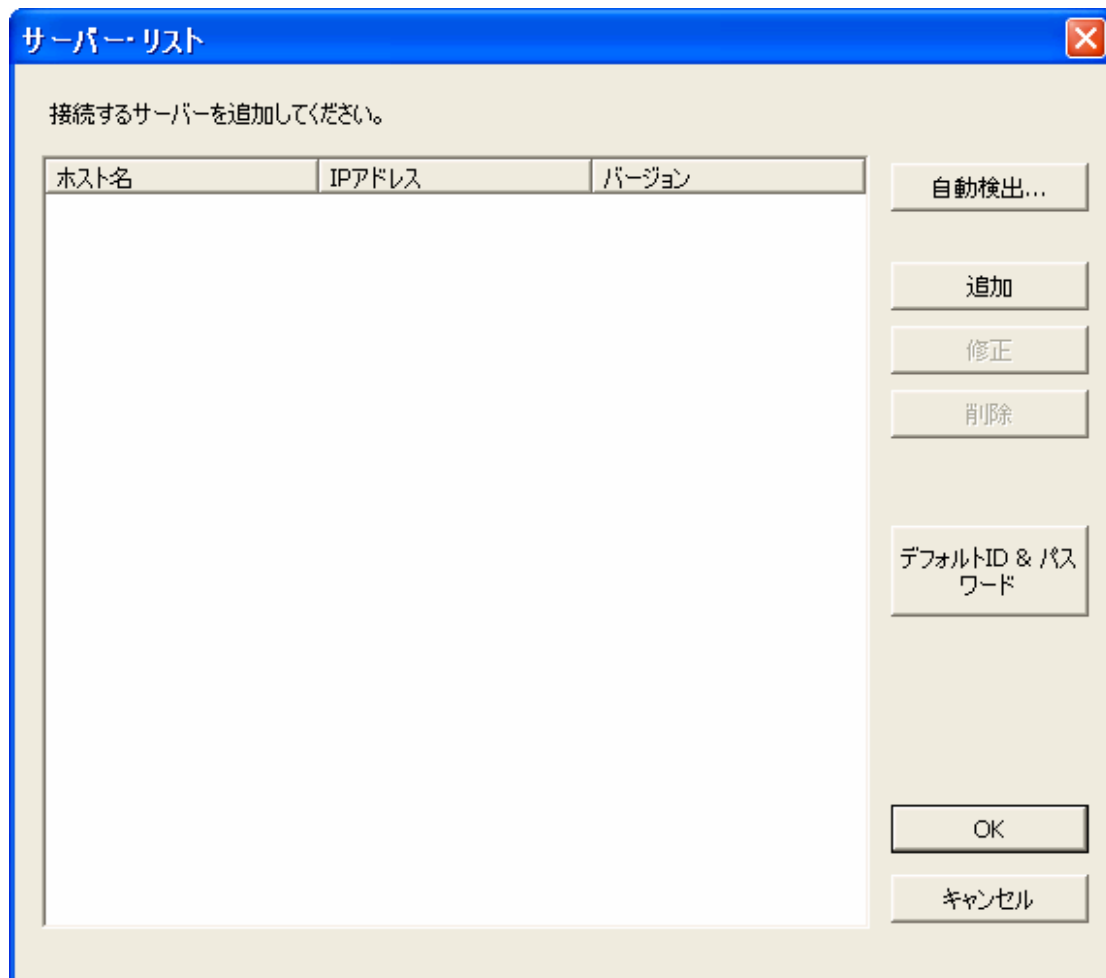 サーバー・リスト
接続するサーバーを追加してください。
ホスト名 IPアドレス バージョン
自動検出...
追加
修正
削除
デフォルトID & パス
ワード
OK
キャンセル